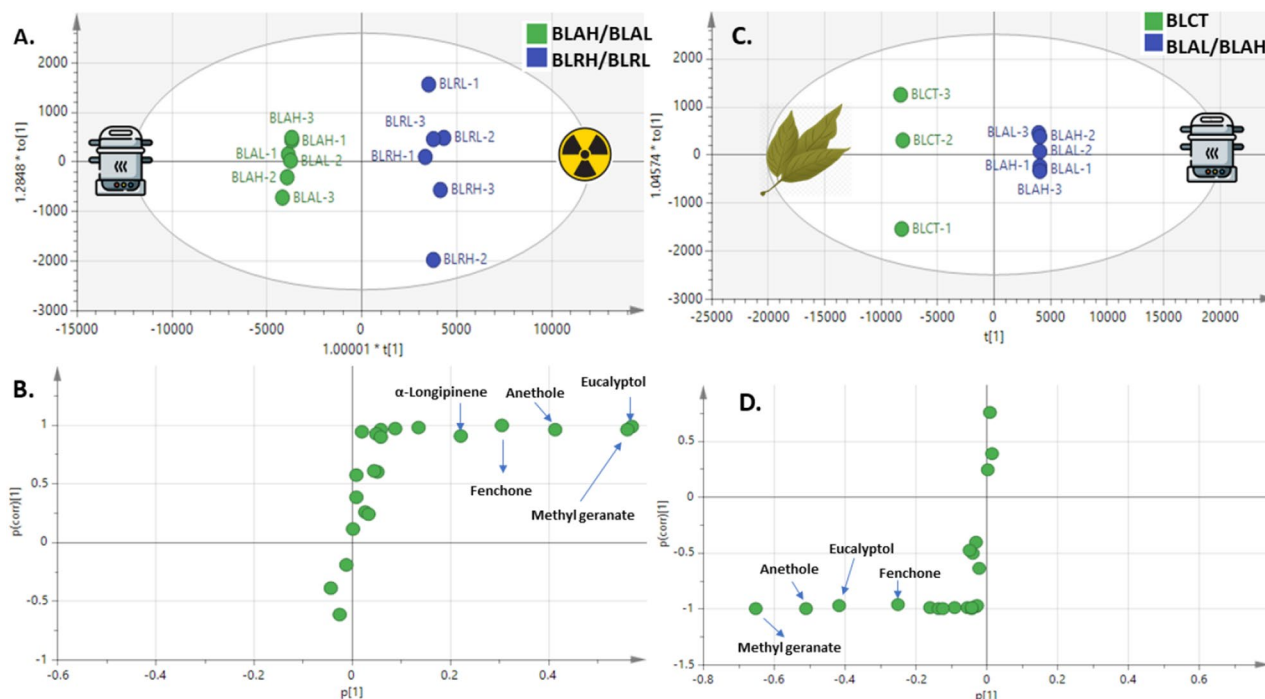 A.
BLAH/BLAL
BLRH/BLRL
2000
1000
0
-1000
-2000
-3000
1.2848 * to[1]
BLAH-3
BLAH-1
BLAL-1
BLAL-2
BLAH-2
BLAL-3
BLRL-1
BLRL-3
BLRL-2
BLRH-1
BLRH-3
BLRH-2
-15000 -10000 -5000 0 5000 10000
1.00001 * t[1]
B.
1
0.5
0
-0.5
-1
p(corr)[1]
α-Longipinene
Anethole
Eucalyptol
Fenchone
Methyl geranate
-0.6 -0.4 -0.2 0 0.2 0.4
p[1]
C.
BLCT
BLAL/BLAH
2000
1000
0
-1000
-2000
-3000
1.04574 * to[1]
BLCT-3
BLCT-2
BLCT-1
BLAL-3
BLAH-2
BLAL-2
BLAH-1
BLAL-1
BLAH-3
-25000 -20000 -15000 -10000 -5000 0 5000 10000 15000 20000
t[1]
D.
0.5
0
-0.5
-1
-1.5
p(corr)[1]
Anethole
Eucalyptol
Fenchone
Methyl geranate
-0.8 -0.6 -0.4 -0.2 0 0.2 0.4 0.6
p[1]